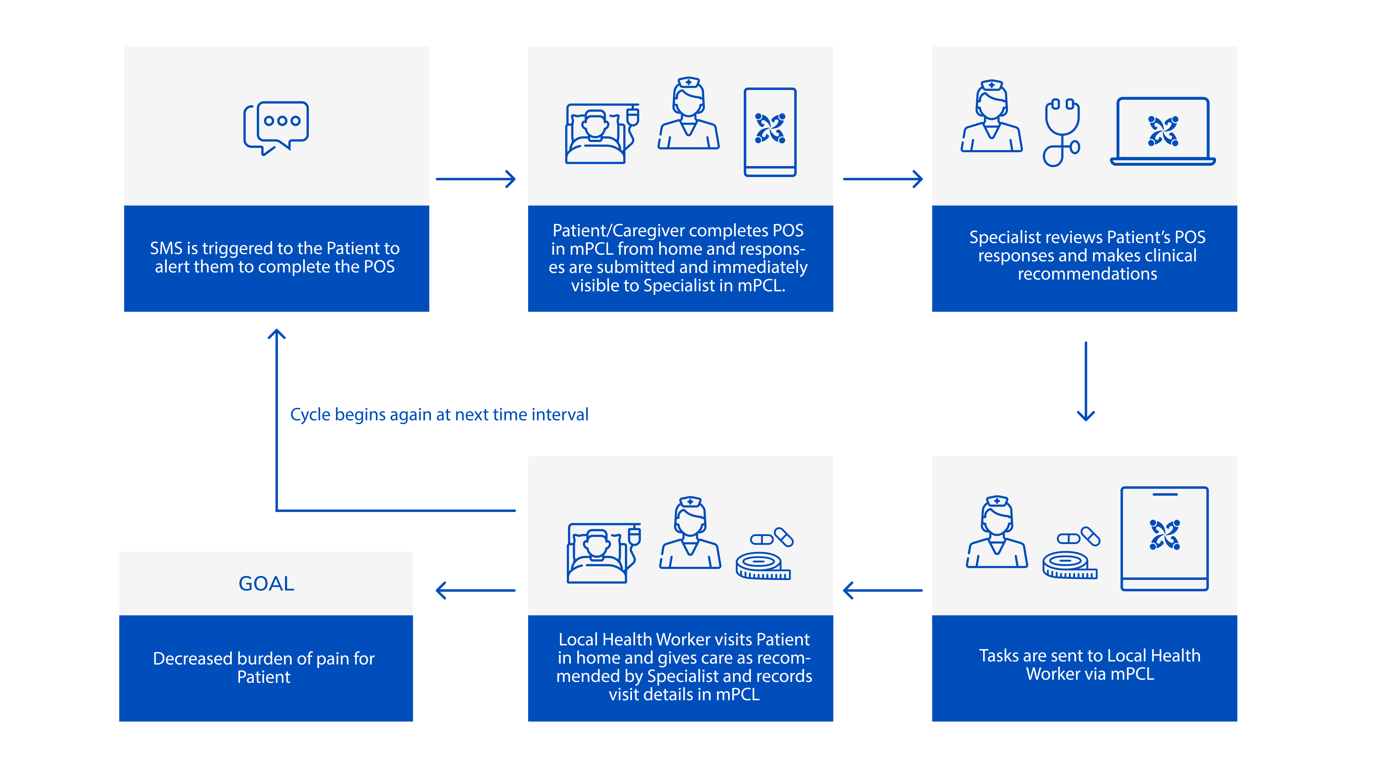 SMS is triggered to the Patient to
alert them to complete the POS
Patient/Caregiver completes POS
in mPCL from home and respons-
es are submitted and immediately
visible to Specialist in mPCL.
Specialist reviews Patient’s POS
responses and makes clinical
recommendations
Cycle begins again at next time interval
GOAL
Decreased burden of pain for
Patient
Local Health Worker visits Patient
in home and gives care as recom-
mended by Specialist and records
visit details in mPCL
Tasks are sent to Local Health
Worker via mPCL